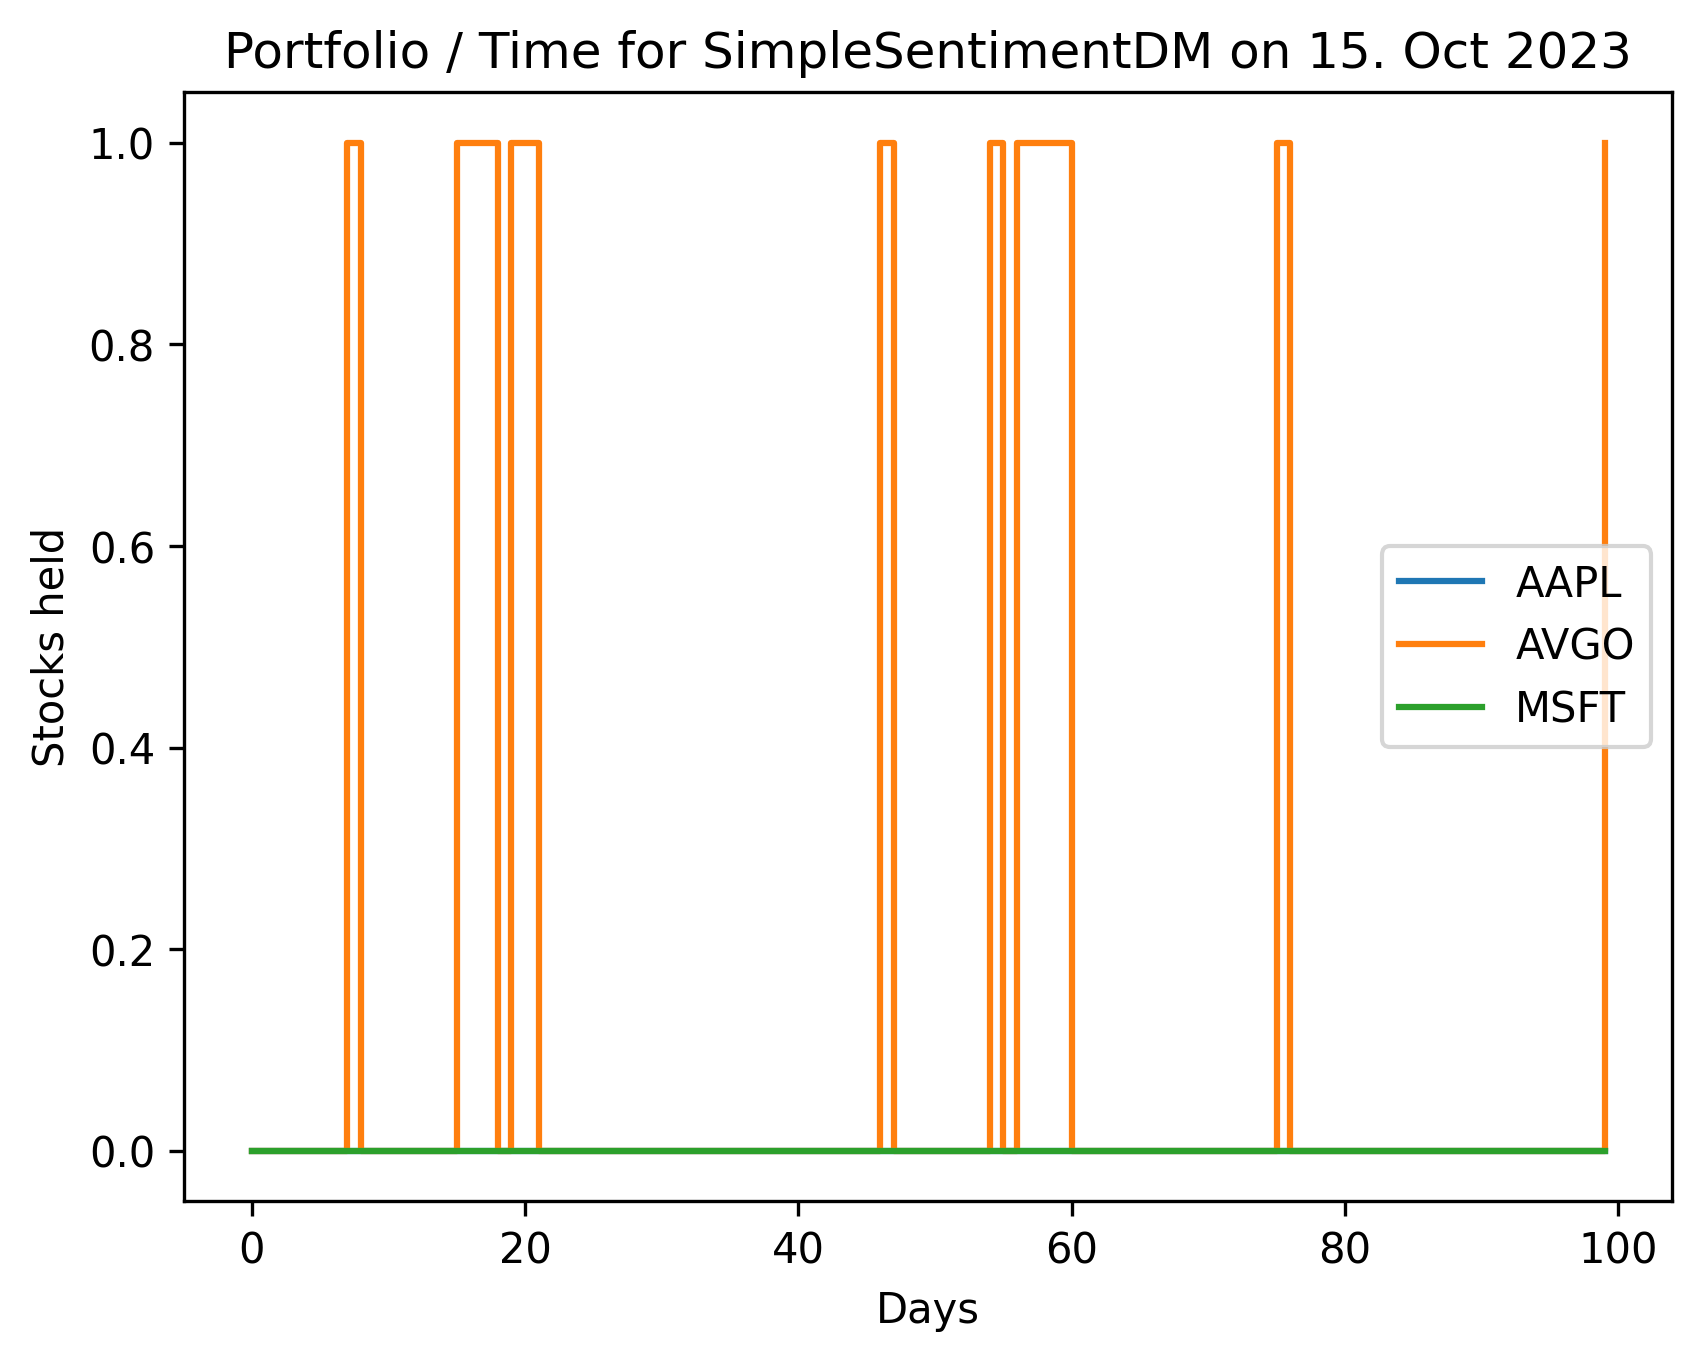 Portfolio / Time for SimpleSentimentDM on 15. Oct 2023
1.0
0.8
0.6
0.4
0.2
0.0
Stocks held
AAPL
AVGO
MSFT
0 20 40 60 80 100
Days